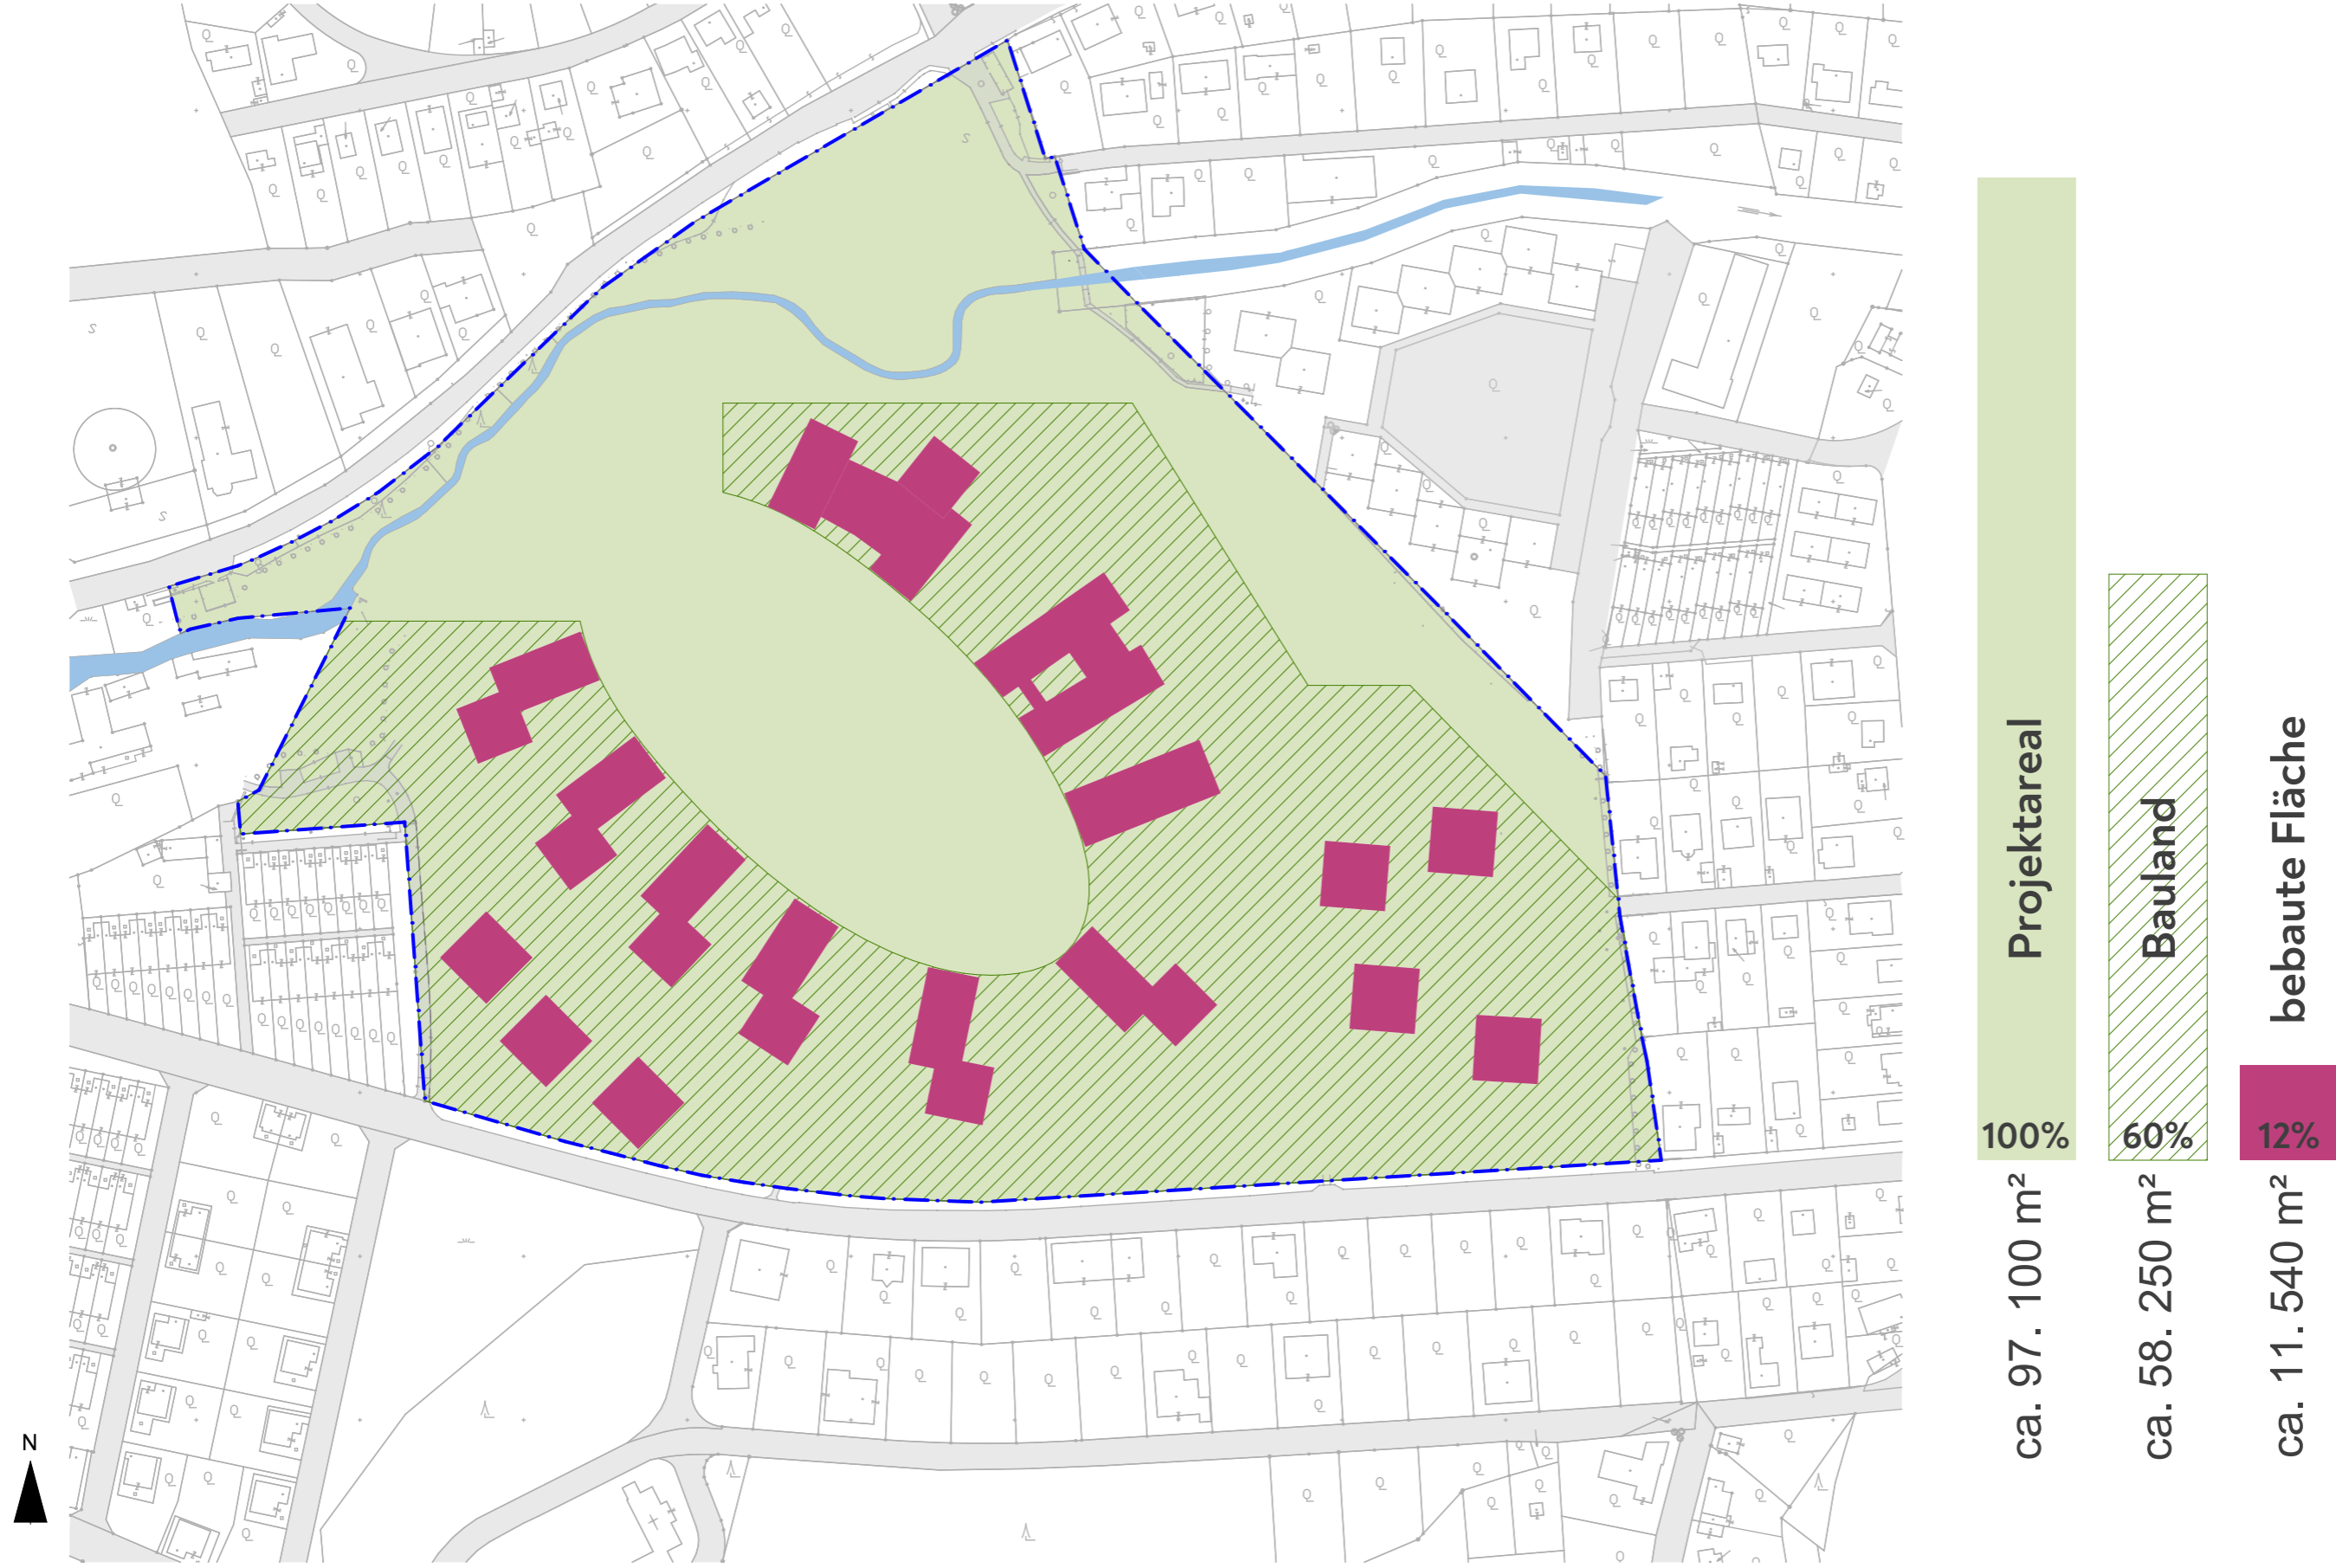 Projektareal
100%
ca. 97. 100 m²
Bauland
60%
ca. 58. 250 m²
bebaute Fläche
12%
ca. 11. 540 m²
N